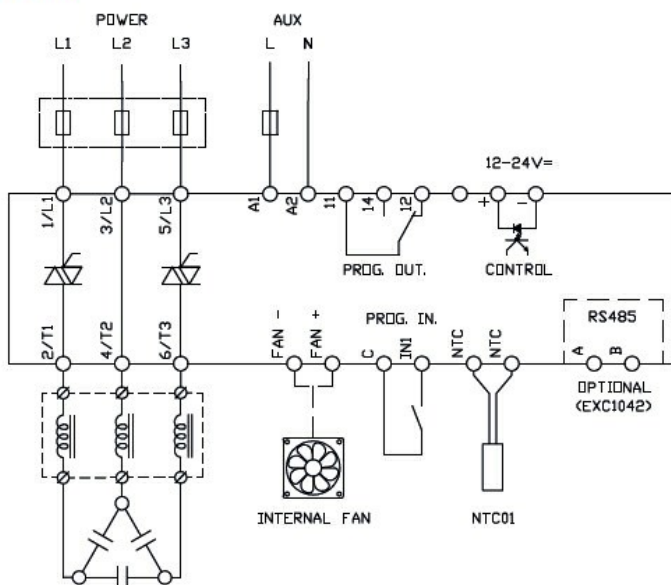 POWER AUX
L1 L2 L3 L N
12-24V=
1/L1 3/L2 5/L3 A1 A2 11 14 12 + -
PROG. OUT. CONTROL
2/T1 4/T2 6/T3 FAN - FAN + C IN1 NTC NTC A B
PROG. IN. RS485
OPTIONAL
(EXC1042)
INTERNAL FAN NTC01